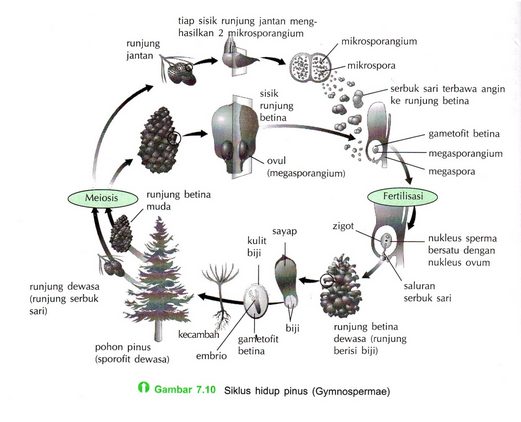 tiap sisik runjung jantan meng-
hasilkan 2 mikrosporangium
runjung
jantan
mikrosporangium
mikrospora
serbuk sari terbawa angin
ke runjung betina
sisik
runjung
betina
gametofit betina
megasporangium
megaspora
ovul
(megasporangium)
Meiosis
runjung betina
muda
Fertilisasi
zigot
nukleus sperma
bersatu dengan
nukleus ovum
saluran
serbuk sari
sayap
kulit
biji
runjung dewasa
(runjung serbuk
sari)
biji
runjung betina
dewasa (runjung
berisi biji)
kecambah
gametofit
betina
embrio
pohon pinus
(sporofit dewasa)
Gambar 7.10 Siklus hidup pinus (Gymnospermae)